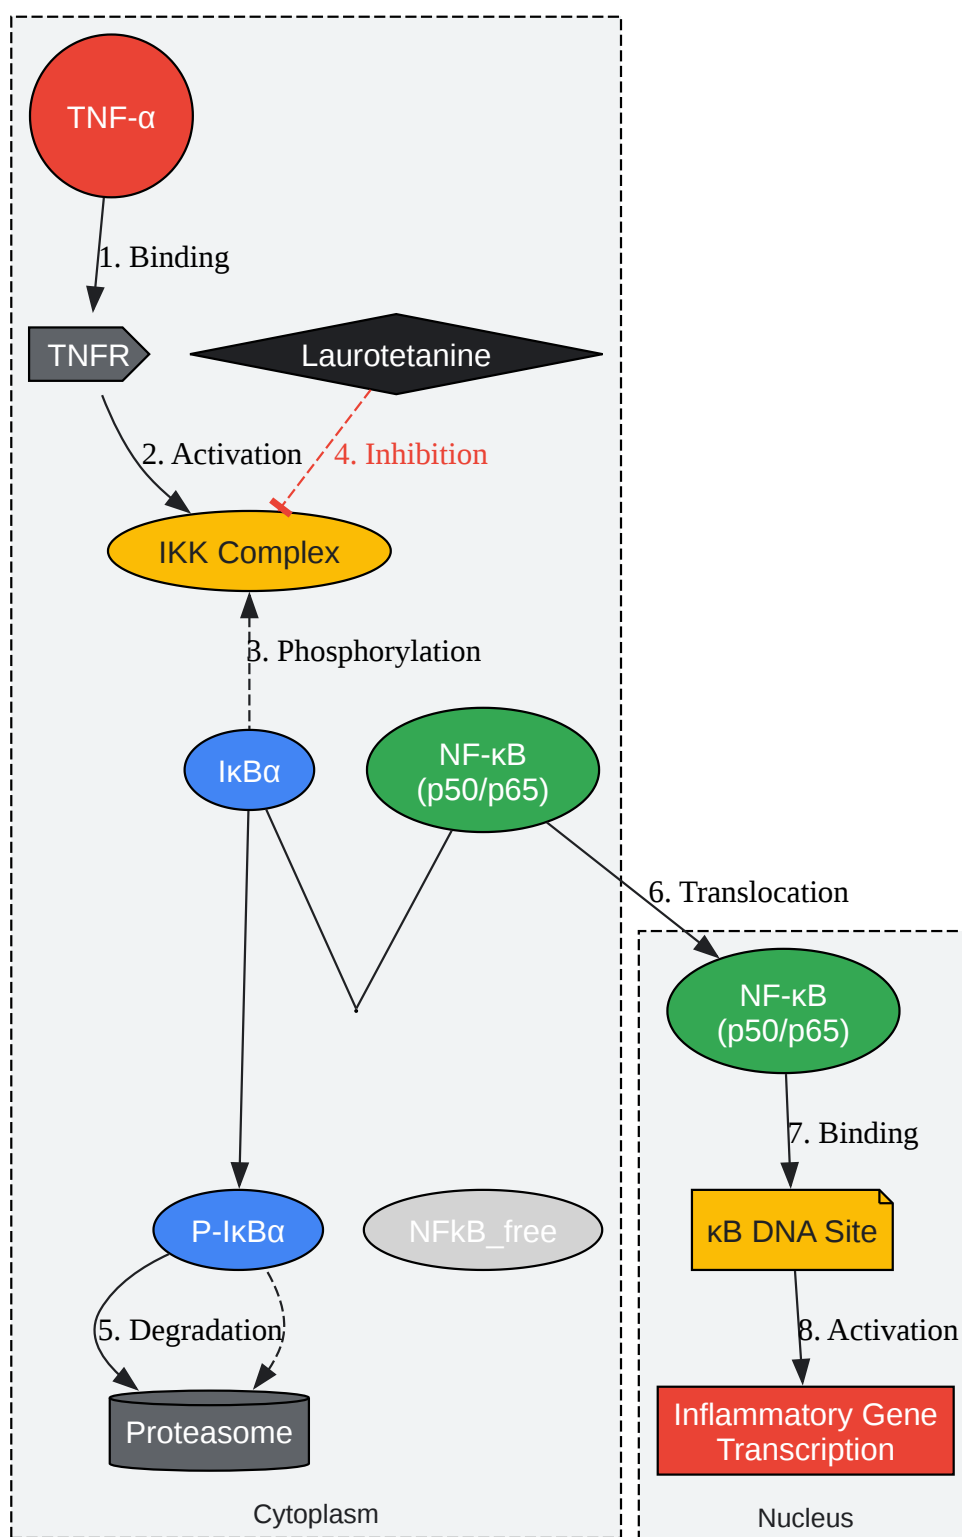 TNF-α
1. Binding
TNFR
Laurotetanine
2. Activation
4. Inhibition
IKK Complex
3. Phosphorylation
IκBα
NF-κB
(p50/p65)
6. Translocation
NF-κB
(p50/p65)
7. Binding
P-IκBα
NFkB_free
κB DNA Site
5. Degradation
8. Activation
Proteasome
Inflammatory Gene
Transcription
Cytoplasm
Nucleus